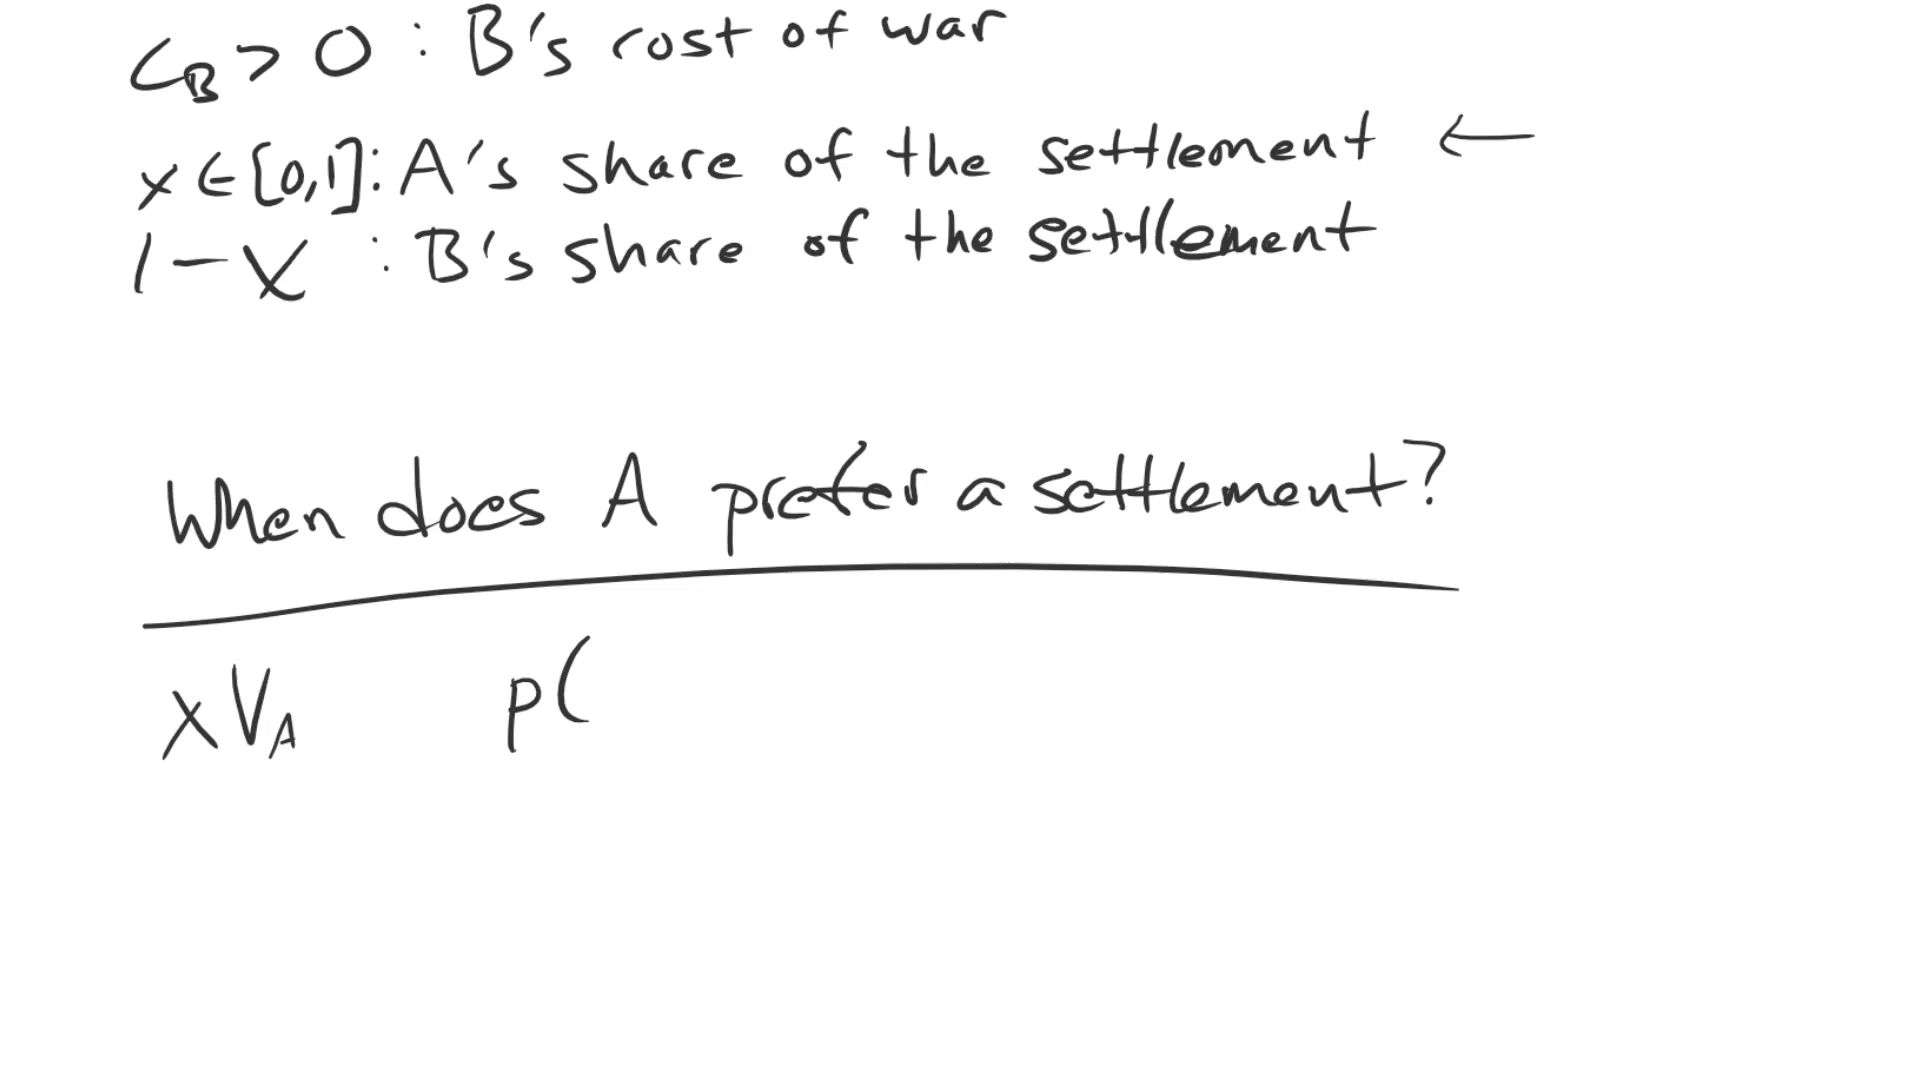 C_B > 0 : B's cost of war
x ∈ [0,1]: A's share of the settlement ←
1 - x : B's share of the settlement
When does A prefer a settlement?
xV_A p(